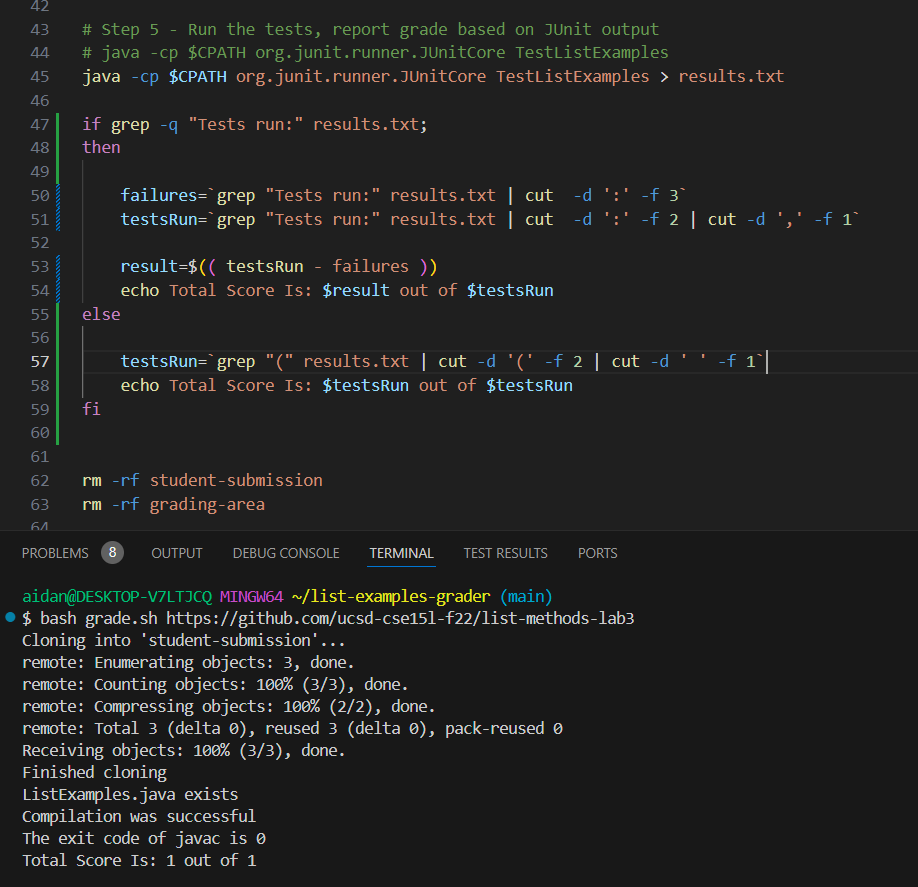 42
43 # Step 5 - Run the tests, report grade based on JUnit output
44 # java -cp $CPATH org.junit.runner.JUnitCore TestListExamples
45 java -cp $CPATH org.junit.runner.JUnitCore TestListExamples > results.txt
46
47 if grep -q "Tests run:" results.txt;
48 then
49
50     failures=`grep "Tests run:" results.txt | cut  -d ':' -f 3`
51     testsRun=`grep "Tests run:" results.txt | cut  -d ':' -f 2 | cut -d ',' -f 1`
52
53     result=$(( testsRun - failures ))
54     echo Total Score Is: $result out of $testsRun
55 else
56
57     testsRun=`grep "(" results.txt | cut -d '(' -f 2 | cut -d ' ' -f 1`
58     echo Total Score Is: $testsRun out of $testsRun
59 fi
60
61
62 rm -rf student-submission
63 rm -rf grading-area
64
PROBLEMS 8 OUTPUT DEBUG CONSOLE TERMINAL TEST RESULTS PORTS
aidan@DESKTOP-V7LTJCQ MINGW64 ~/list-examples-grader (main)
$ bash grade.sh https://github.com/ucsd-cse15l-f22/list-methods-lab3
Cloning into 'student-submission'...
remote: Enumerating objects: 3, done.
remote: Counting objects: 100% (3/3), done.
remote: Compressing objects: 100% (2/2), done.
remote: Total 3 (delta 0), reused 3 (delta 0), pack-reused 0
Receiving objects: 100% (3/3), done.
Finished cloning
ListExamples.java exists
Compilation was successful
The exit code of javac is 0
Total Score Is: 1 out of 1